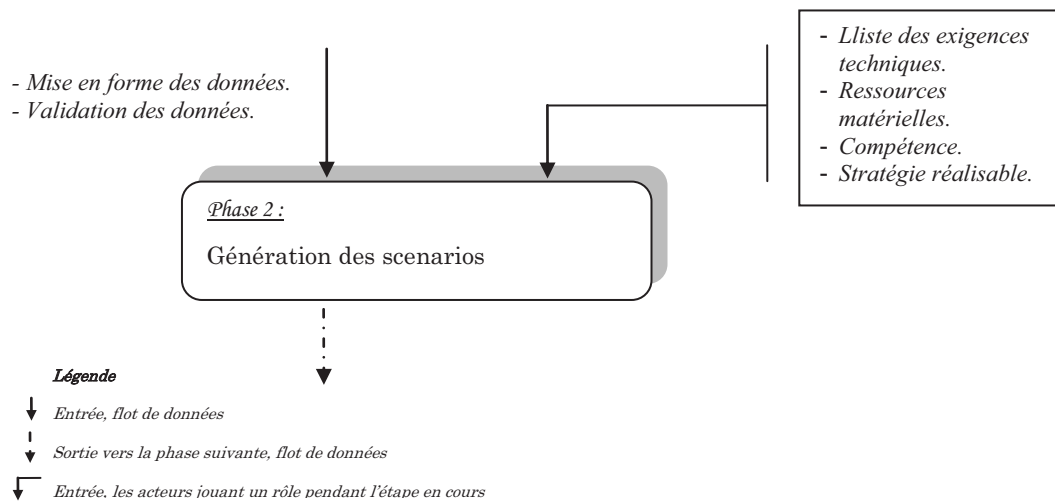 - Mise en forme des données.
- Validation des données.
- Lliste des exigences
techniques.
- Ressources
matérielles.
- Compétence.
- Stratégie réalisable.
Phase 2 :
Génération des scenarios
Légende
Entrée, flot de données
Sortie vers la phase suivante, flot de données
Entrée, les acteurs jouant un rôle pendant l'étape en cours